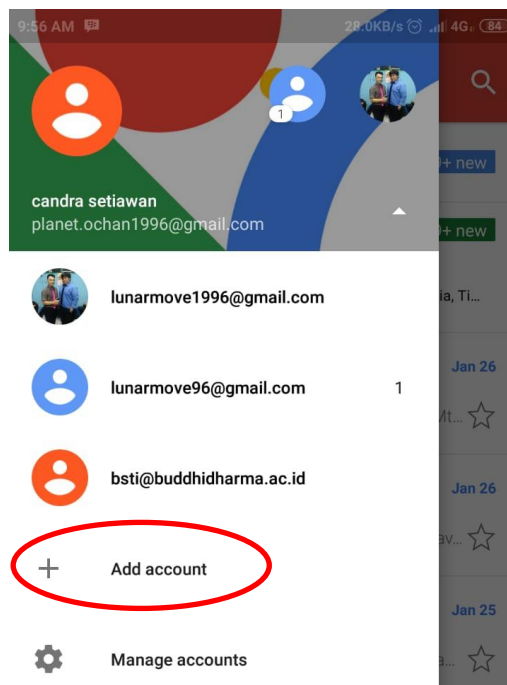 9:56 AM
28.0KB/s 4G 84
1
+ new
candra setiawan
planet.ochan1996@gmail.com
+ new
lunarmove1996@gmail.com
ia, Ti...
Jan 26
lunarmove96@gmail.com 1
bsti@buddhidharma.ac.id
Jan 26
Add account
Jan 25
Manage accounts